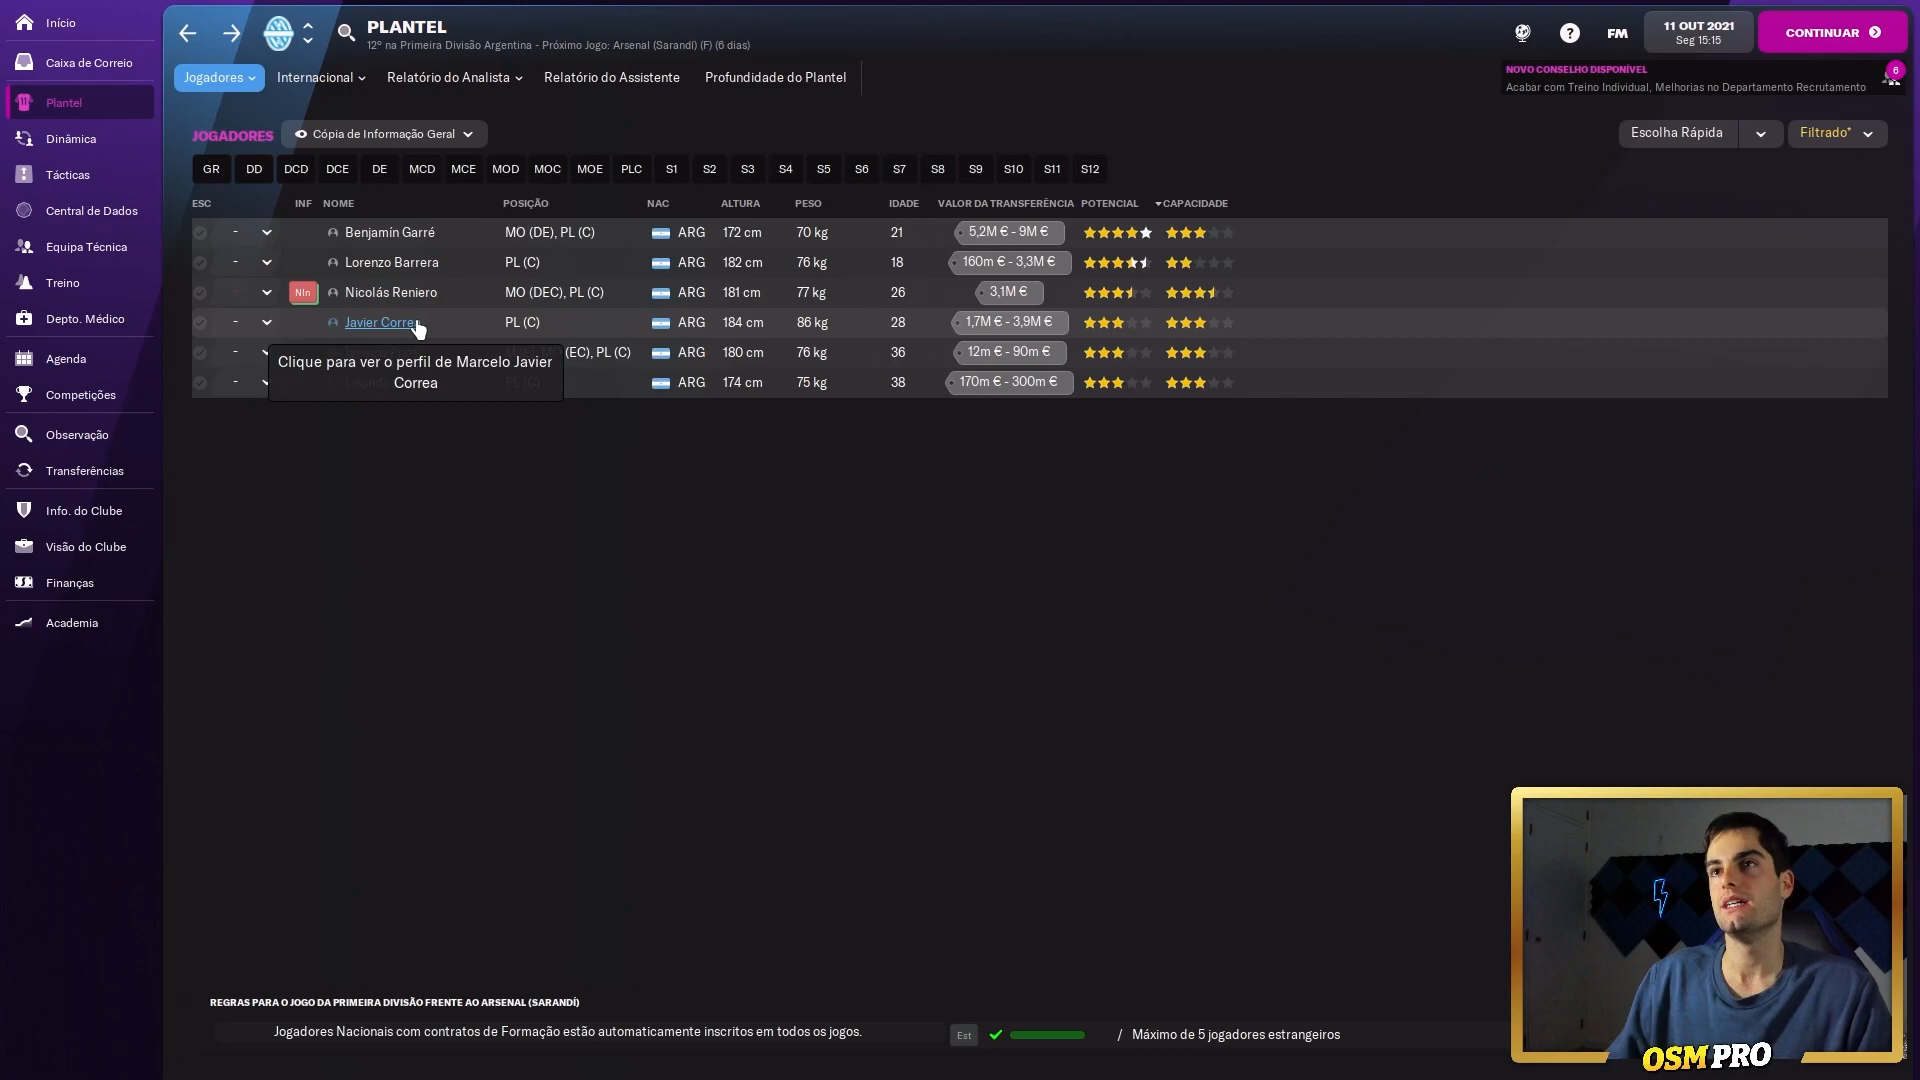 Início
Caixa de Correio
Plantel
Dinâmica
Tácticas
Central de Dados
Equipa Técnica
Treino
Depto. Médico
Agenda
Competições
Observação
Transferências
Info. do Clube
Visão do Clube
Finanças
Academia
PLANTEL
12º na Primeira Divisão Argentina - Próximo Jogo: Arsenal (Sarandí) (F) (6 dias)
FM
11 OUT 2021
Seg 15:15
CONTINUAR
Jogadores Internacional Relatório do Analista Relatório do Assistente Profundidade do Plantel
NOVO CONSELHO DISPONÍVEL
Acabar com Treino Individual, Melhorias no Departamento Recrutamento
6
JOGADORES Cópia de Informação Geral
Escolha Rápida Filtrado*
GR DD DCD DCE DE MCD MCE MOD MOC MOE PLC S1 S2 S3 S4 S5 S6 S7 S8 S9 S10 S11 S12
ESC INF NOME POSIÇÃO NAC ALTURA PESO IDADE VALOR DA TRANSFERÊNCIA POTENCIAL CAPACIDADE
- Benjamín Garré MO (DE), PL (C) ARG 172 cm 70 kg 21 5,2M € - 9M €
- Lorenzo Barrera PL (C) ARG 182 cm 76 kg 18 160m € - 3,3M €
- NIn Nicolás Reniero MO (DEC), PL (C) ARG 181 cm 77 kg 26 3,1M €
- Javier Corre PL (C) ARG 184 cm 86 kg 28 1,7M € - 3,9M €
- (EC), PL (C) ARG 180 cm 76 kg 36 12m € - 90m €
- ARG 174 cm 75 kg 38 170m € - 300m €
Clique para ver o perfil de Marcelo Javier
Correa
REGRAS PARA O JOGO DA PRIMEIRA DIVISÃO FRENTE AO ARSENAL (SARANDÍ)
Jogadores Nacionais com contratos de Formação estão automaticamente inscritos em todos os jogos.
Est / Máximo de 5 jogadores estrangeiros
OSM PRO